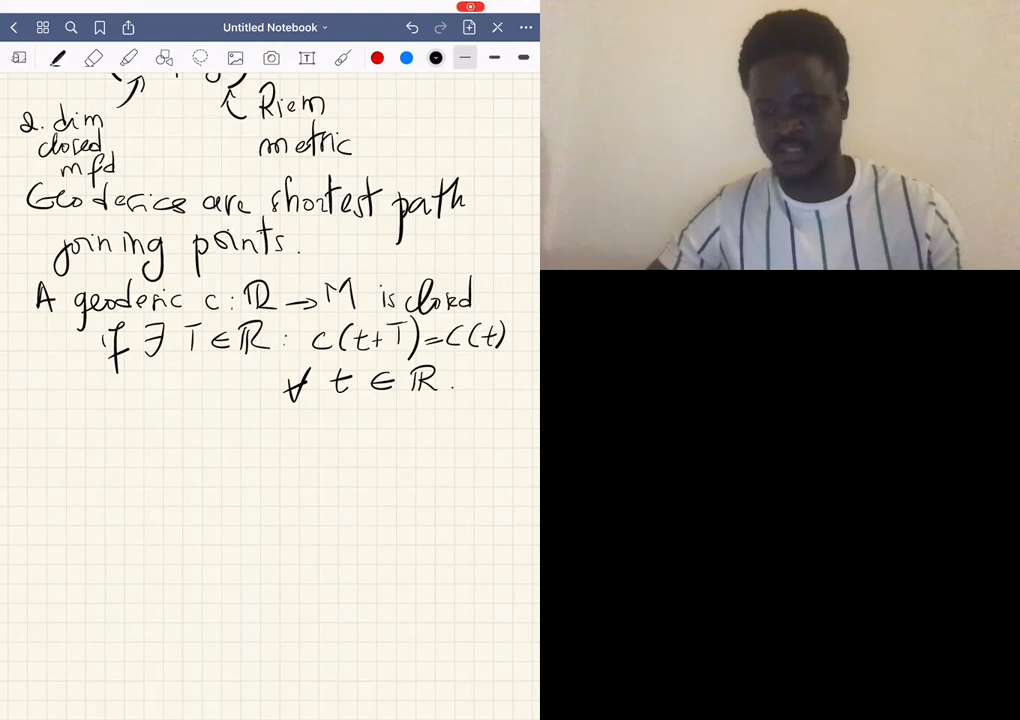 Untitled Notebook
2. dim
closed
mfd
Riem
metric
Geodesics are shortest path
joining points.
A geodesic c : ℝ → M is closed
if ∃ T ∈ ℝ : c(t+T) = c(t)
∀ t ∈ ℝ.